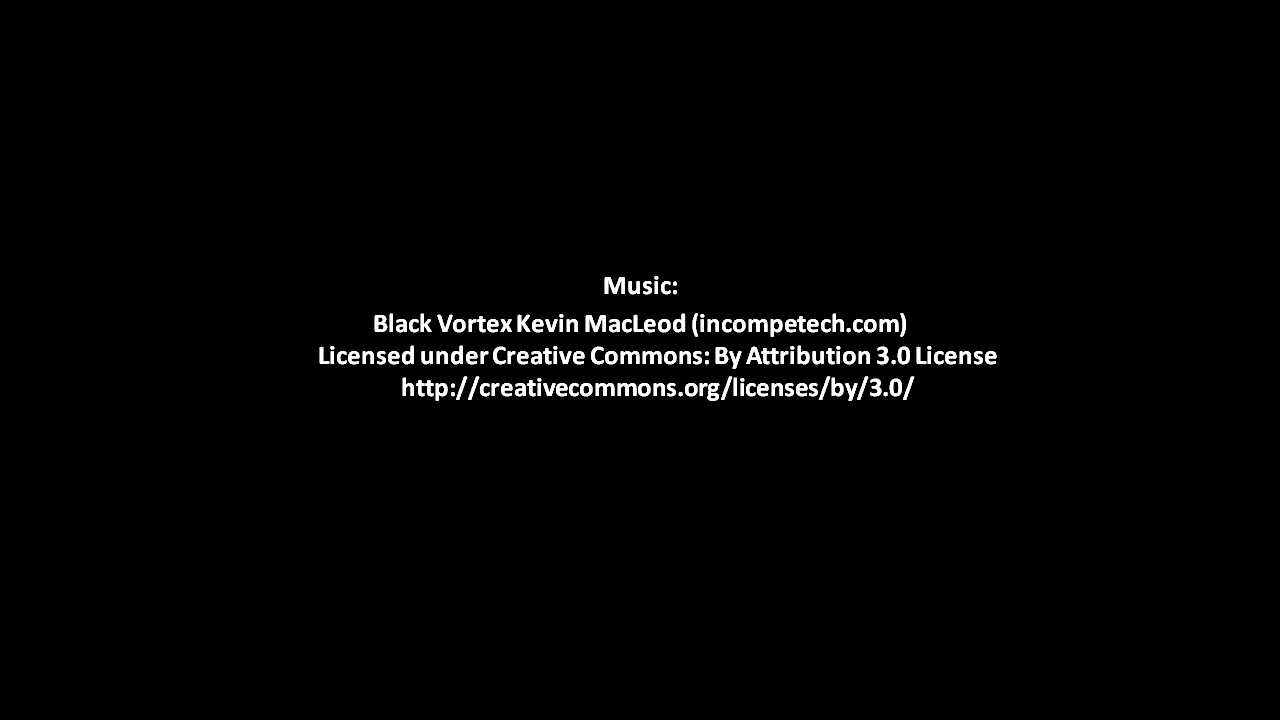 Music:
Black Vortex Kevin MacLeod (incompetech.com)
Licensed under Creative Commons: By Attribution 3.0 License
http://creativecommons.org/licenses/by/3.0/